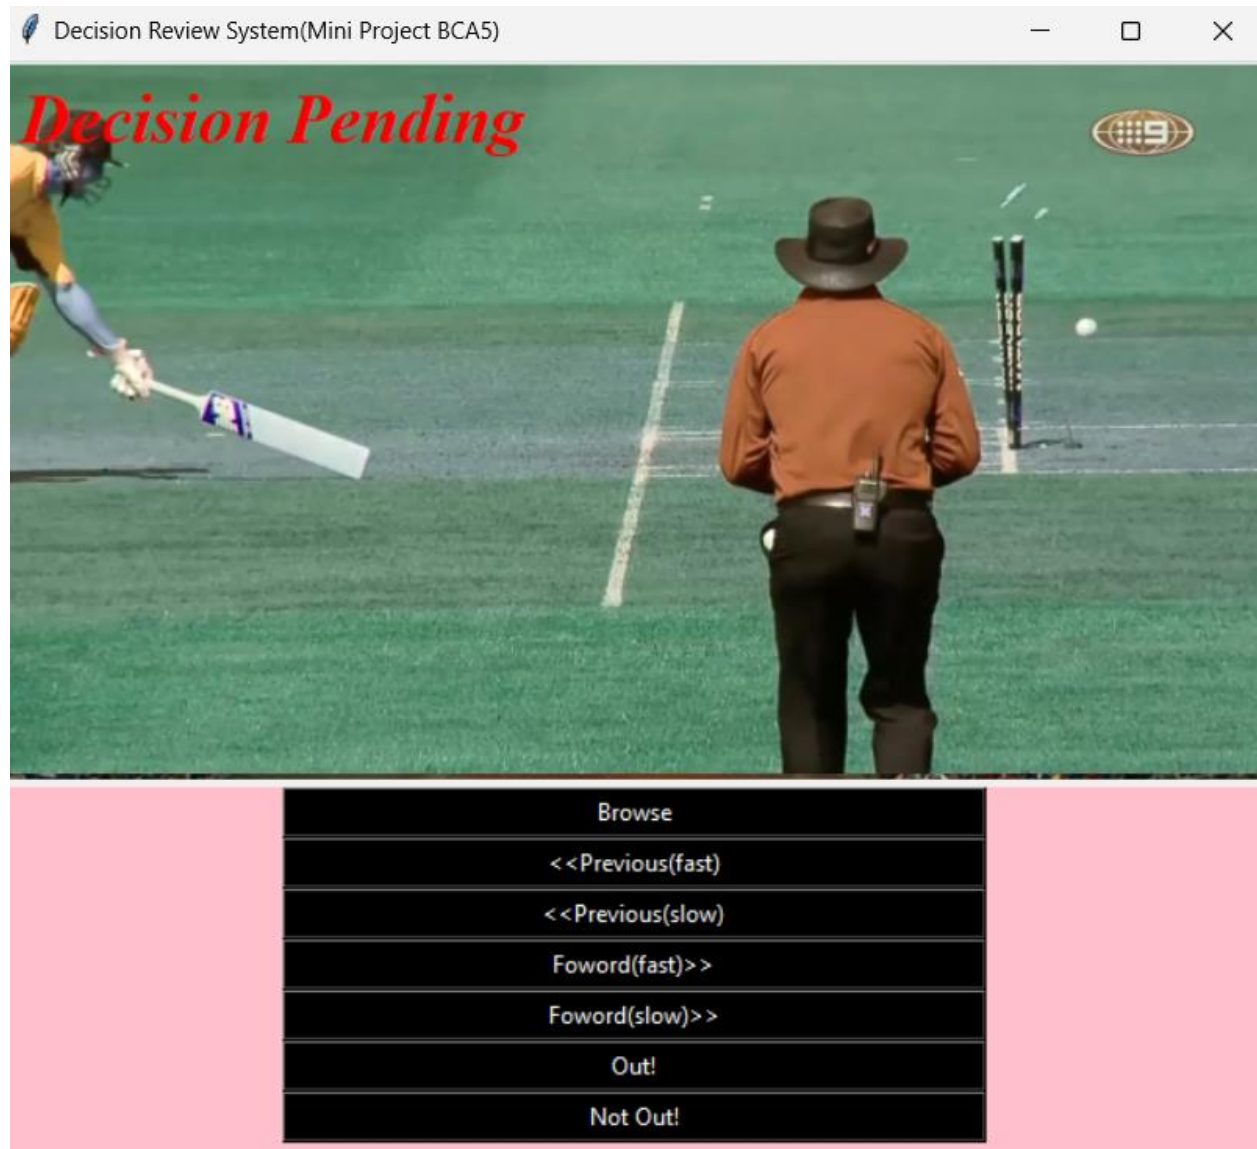 Decision Review System(Mini Project BCA5)
Decision Pending
9
Browse
<<Previous(fast)
<<Previous(slow)
Foword(fast)>>
Foword(slow)>>
Out!
Not Out!